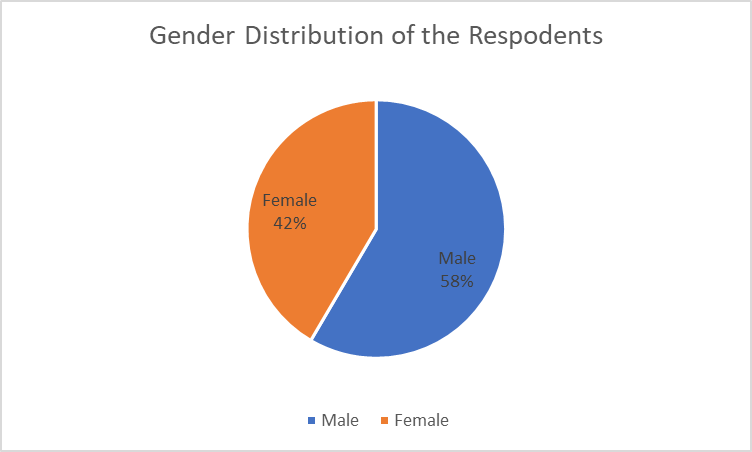 Gender Distribution of the Respodents
Female
42%
Male
58%
Male
Female